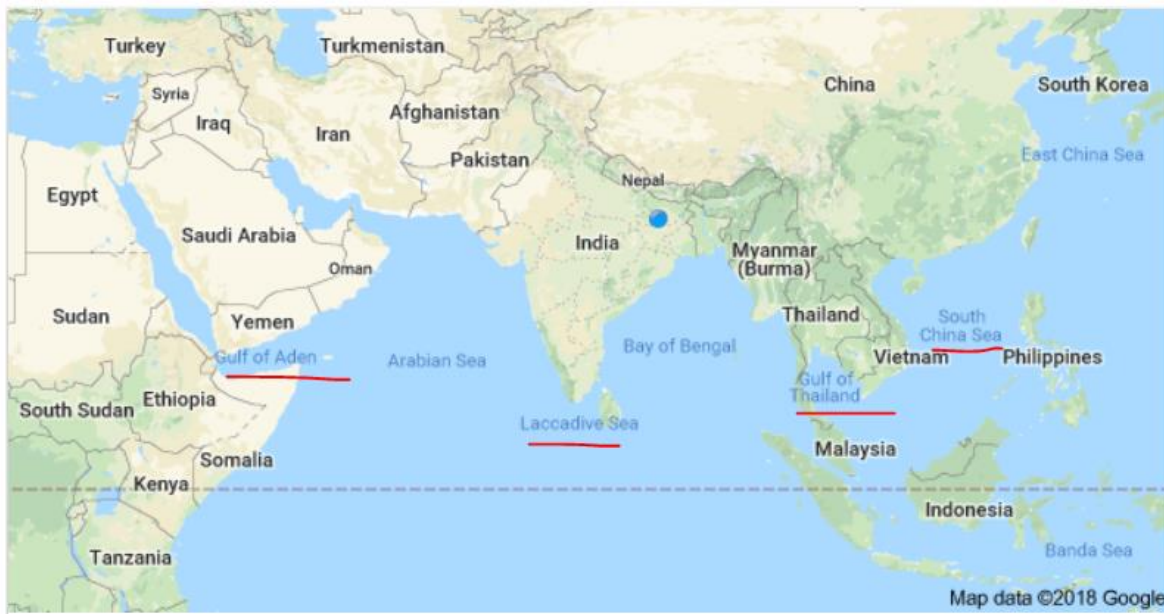 Turkey
Turkmenistan
China
South Korea
Syria
Afghanistan
Iraq
Iran
Pakistan
East China Sea
Nepal
Egypt
Saudi Arabia
India
Myanmar
(Burma)
Oman
Sudan
Yemen
Thailand
South
China Sea
Gulf of Aden
Arabian Sea
Bay of Bengal
Vietnam
Philippines
Gulf of
Thailand
South Sudan
Ethiopia
Laccadive Sea
Malaysia
Somalia
Kenya
Indonesia
Tanzania
Banda Sea
Map data ©2018 Google